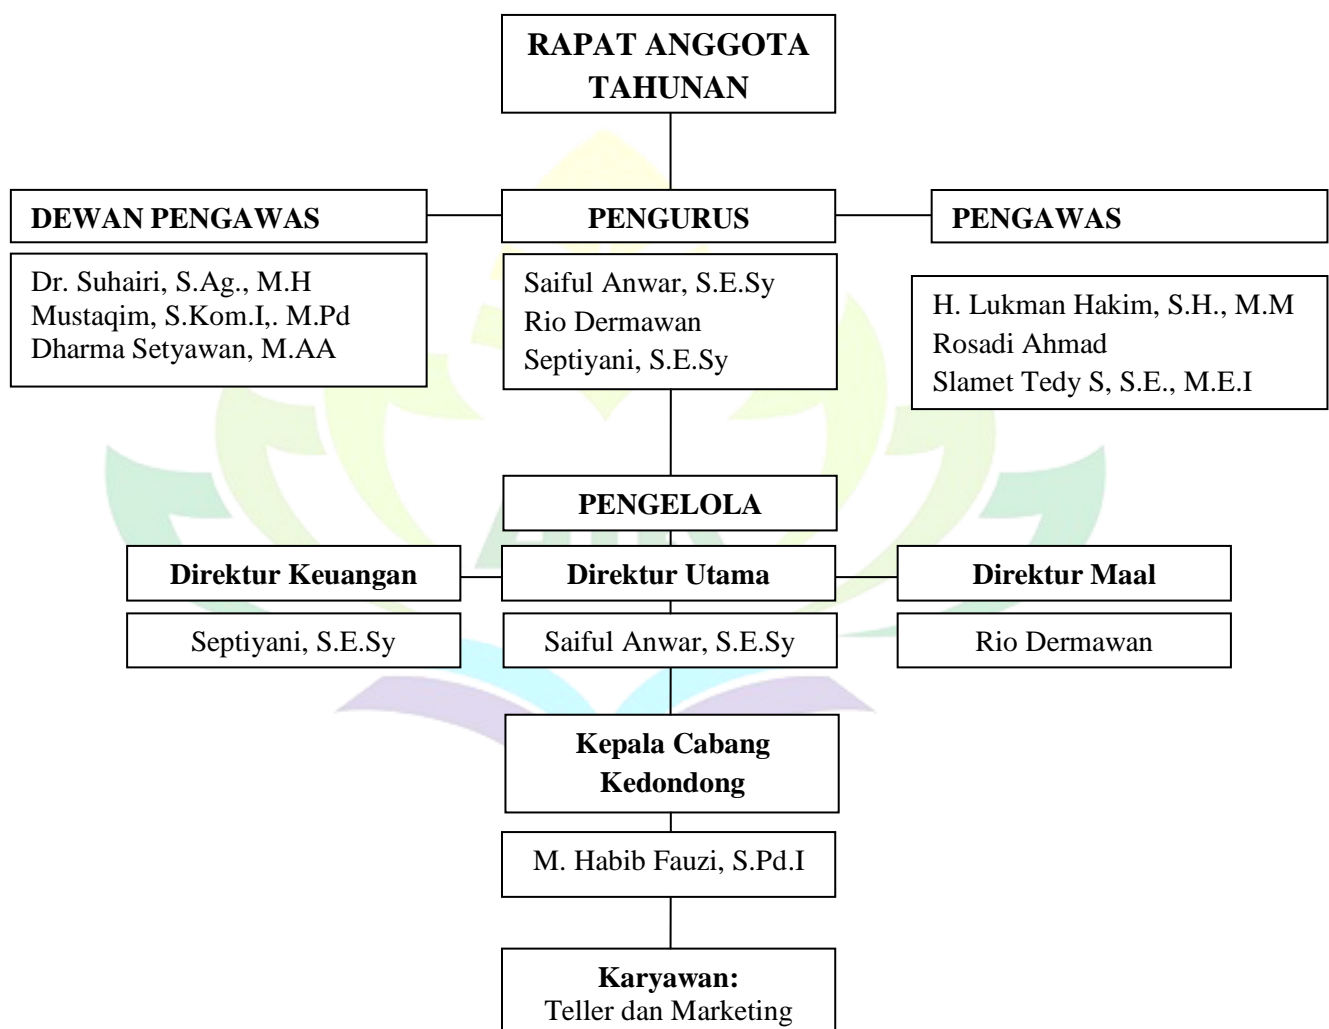 RAPAT ANGGOTA
TAHUNAN
DEWAN PENGAWAS
PENGURUS
PENGAWAS
Dr. Suhairi, S.Ag., M.H
Mustaqim, S.Kom.I,. M.Pd
Dharma Setyawan, M.AA
Saiful Anwar, S.E.Sy
Rio Dermawan
Septiyani, S.E.Sy
H. Lukman Hakim, S.H., M.M
Rosadi Ahmad
Slamet Tedy S, S.E., M.E.I
PENGELOLA
Direktur Keuangan
Direktur Utama
Direktur Maal
Septiyani, S.E.Sy
Saiful Anwar, S.E.Sy
Rio Dermawan
Kepala Cabang
Kedondong
M. Habib Fauzi, S.Pd.I
Karyawan:
Teller dan Marketing